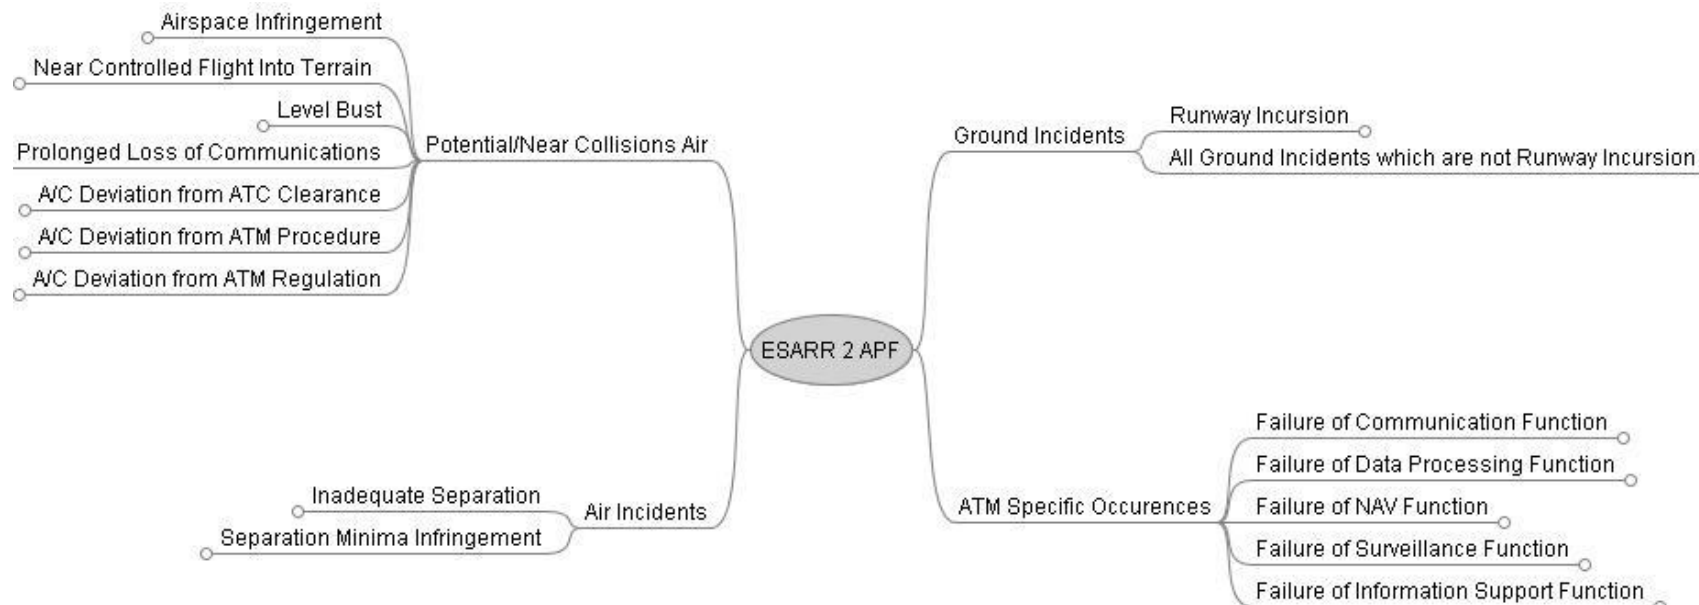 Airspace Infringement
Near Controlled Flight Into Terrain
Level Bust
Prolonged Loss of Communications
A/C Deviation from ATC Clearance
A/C Deviation from ATM Procedure
A/C Deviation from ATM Regulation
Potential/Near Collisions Air
Ground Incidents
Runway Incursion
All Ground Incidents which are not Runway Incursion
ESARR 2 APF
Inadequate Separation
Separation Minima Infringement
Air Incidents
ATM Specific Occurences
Failure of Communication Function
Failure of Data Processing Function
Failure of NAV Function
Failure of Surveillance Function
Failure of Information Support Function